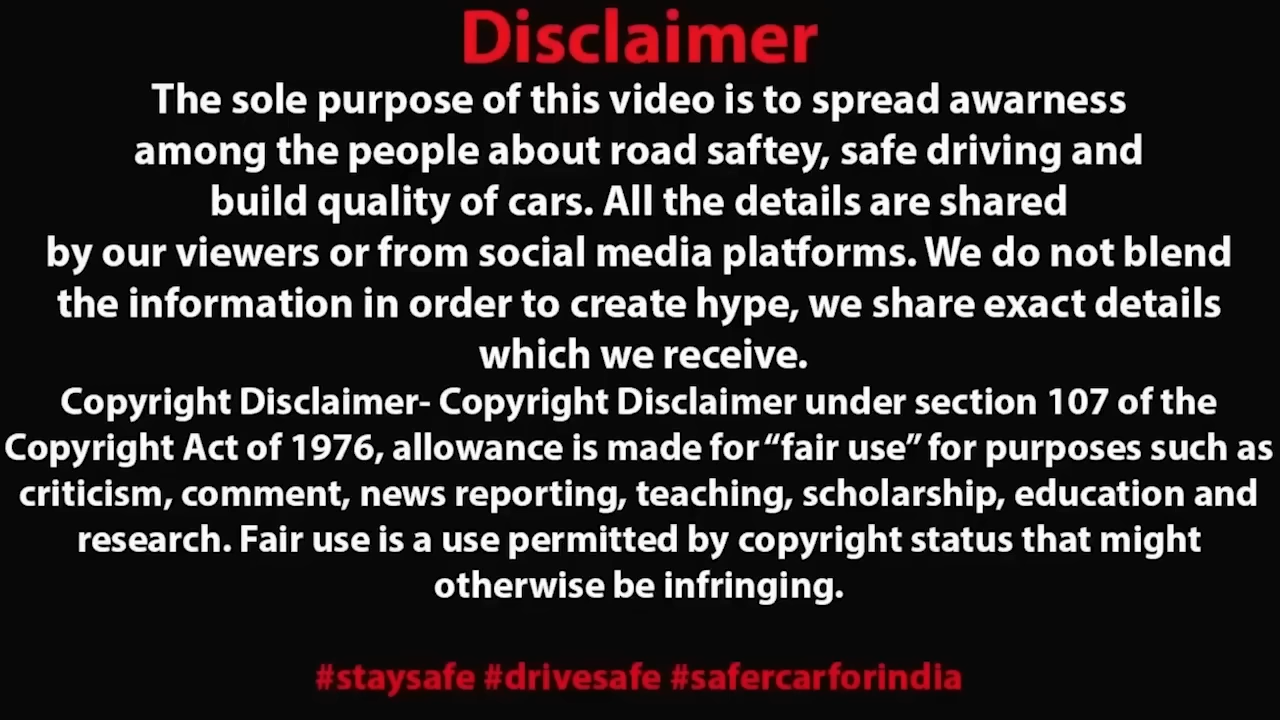 Disclaimer
The sole purpose of this video is to spread awarness
among the people about road saftey, safe driving and
build quality of cars. All the details are shared
by our viewers or from social media platforms. We do not blend
the information in order to create hype, we share exact details
which we receive.
Copyright Disclaimer- Copyright Disclaimer under section 107 of the
Copyright Act of 1976, allowance is made for “fair use” for purposes such as
criticism, comment, news reporting, teaching, scholarship, education and
research. Fair use is a use permitted by copyright status that might
otherwise be infringing.
#staysafe #drivesafe #safercarforindia